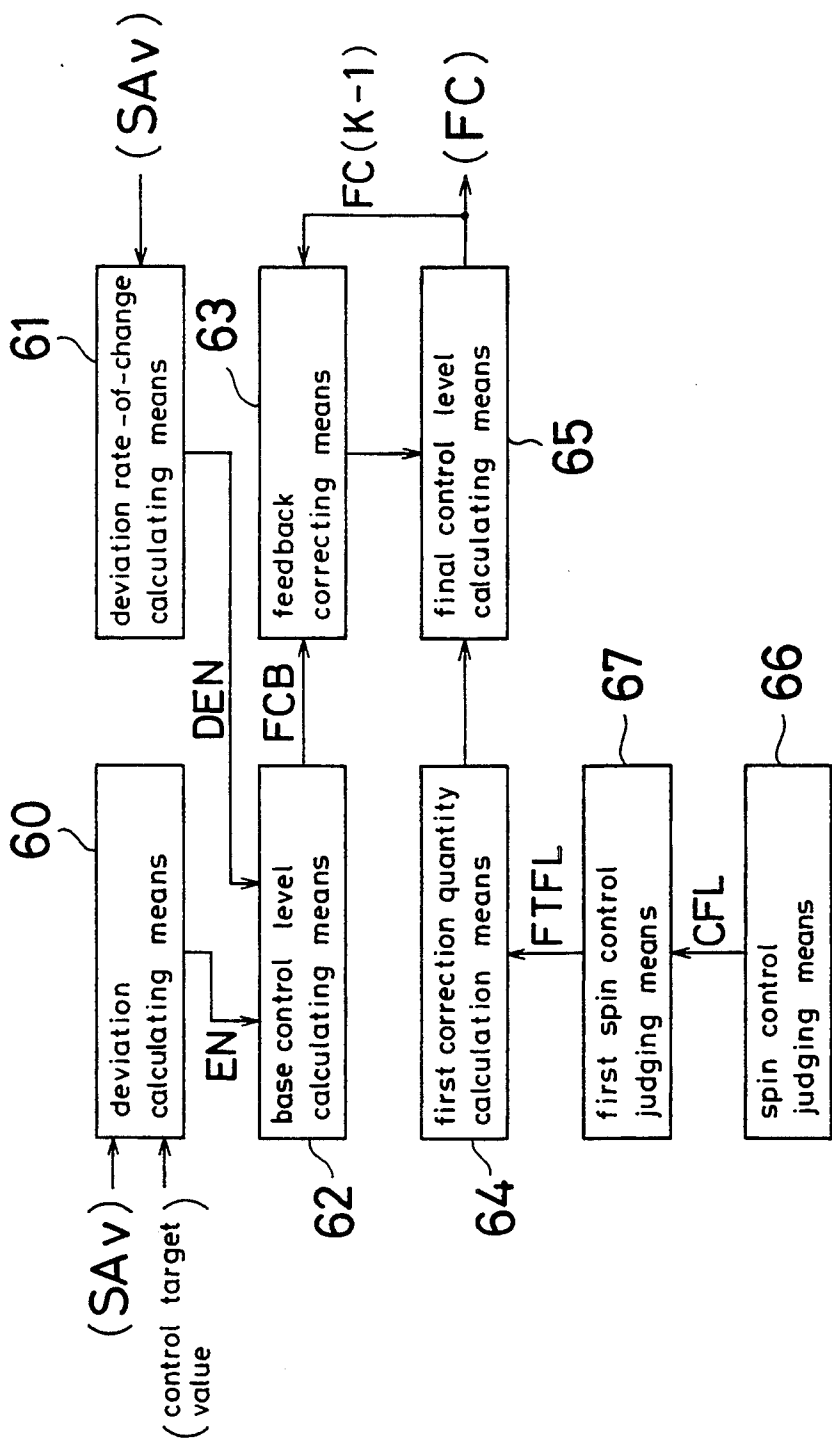 60
61
(SAv)
(control target
value)
deviation
calculating means
deviation rate-of-change
calculating means
(SAv)
EN
DEN
62
base control level
calculating means
FCB
63
feedback
correcting means
FC(K-1)
64
first correction quantity
calculation means
final control level
calculating means
65
(FC)
FTFL
first spin control
judging means
67
CFL
spin control
judging means
66